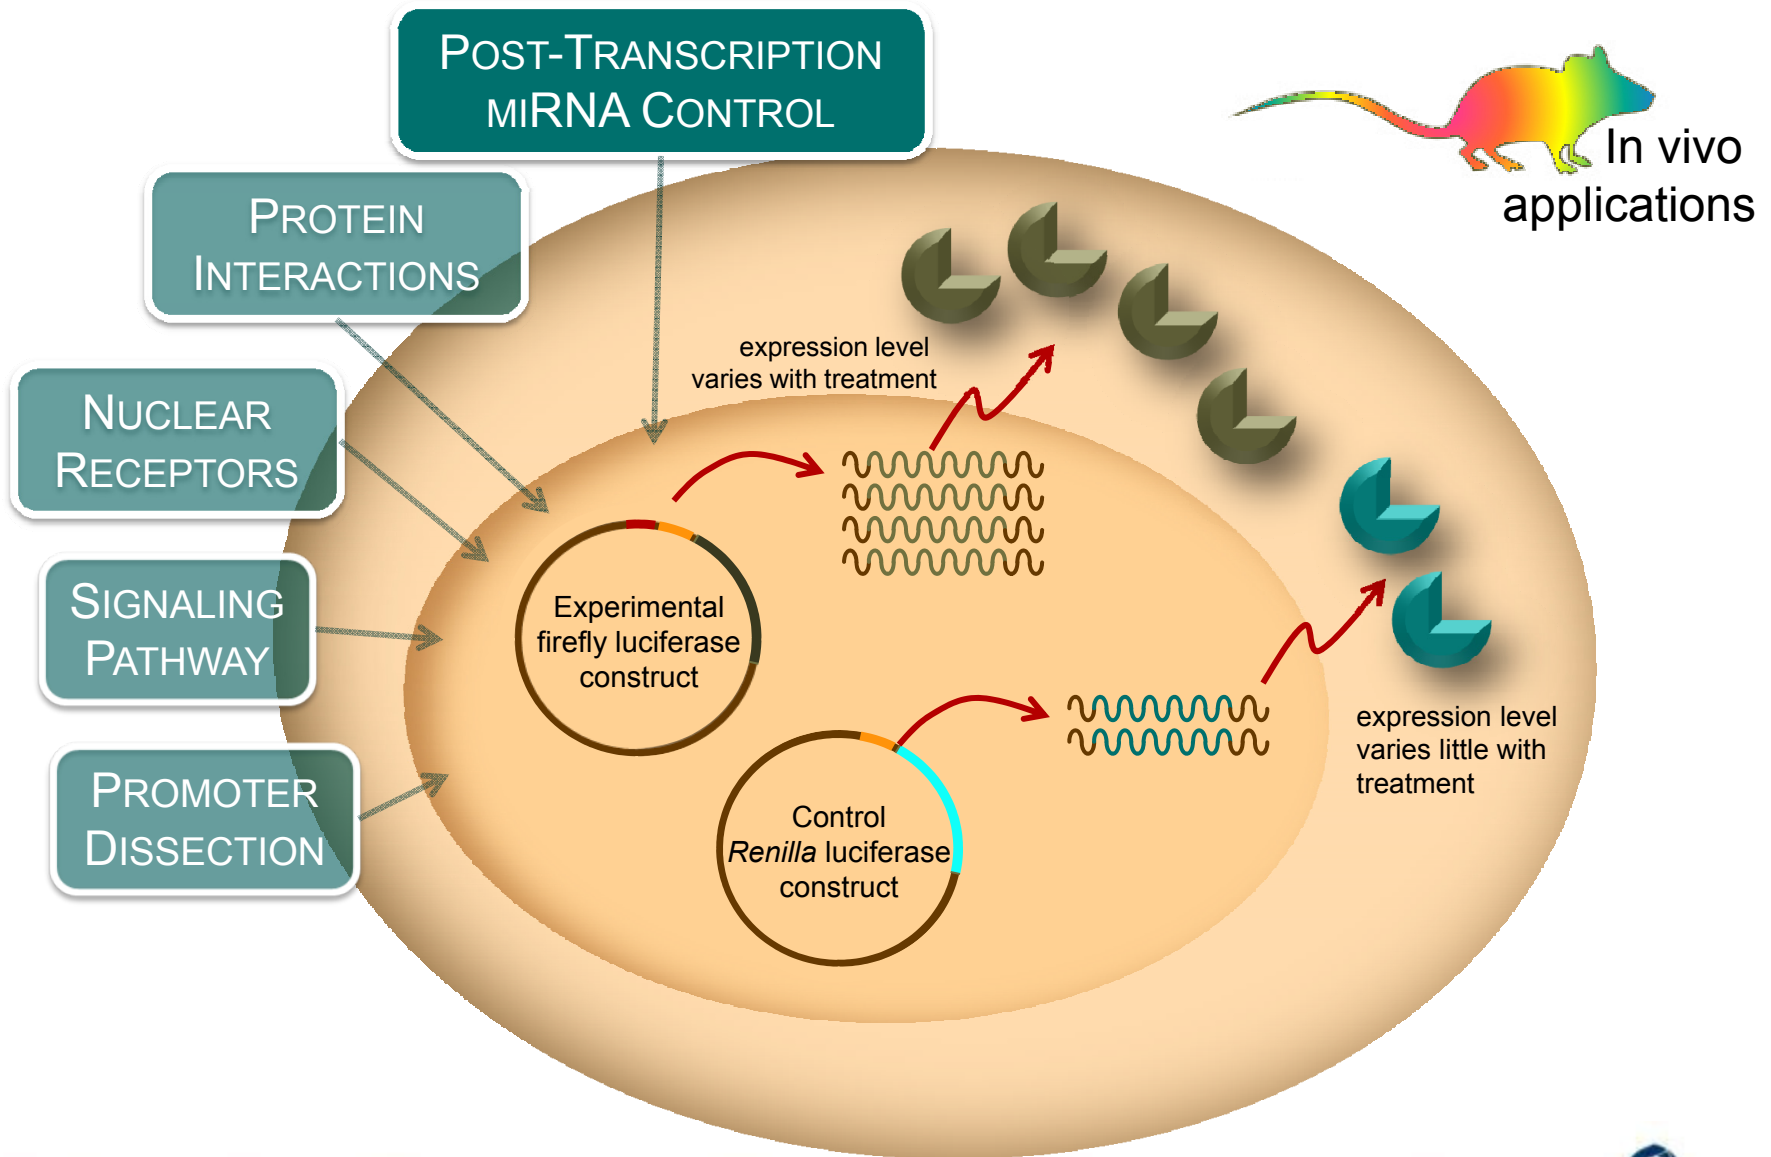 POST-TRANSCRIPTION
MIRNA CONTROL
PROTEIN
INTERACTIONS
NUCLEAR
RECEPTORS
SIGNALING
PATHWAY
PROMOTER
DISSECTION
In vivo
applications
expression level
varies with treatment
Experimental
firefly luciferase
construct
Control
Renilla luciferase
construct
expression level
varies little with
treatment